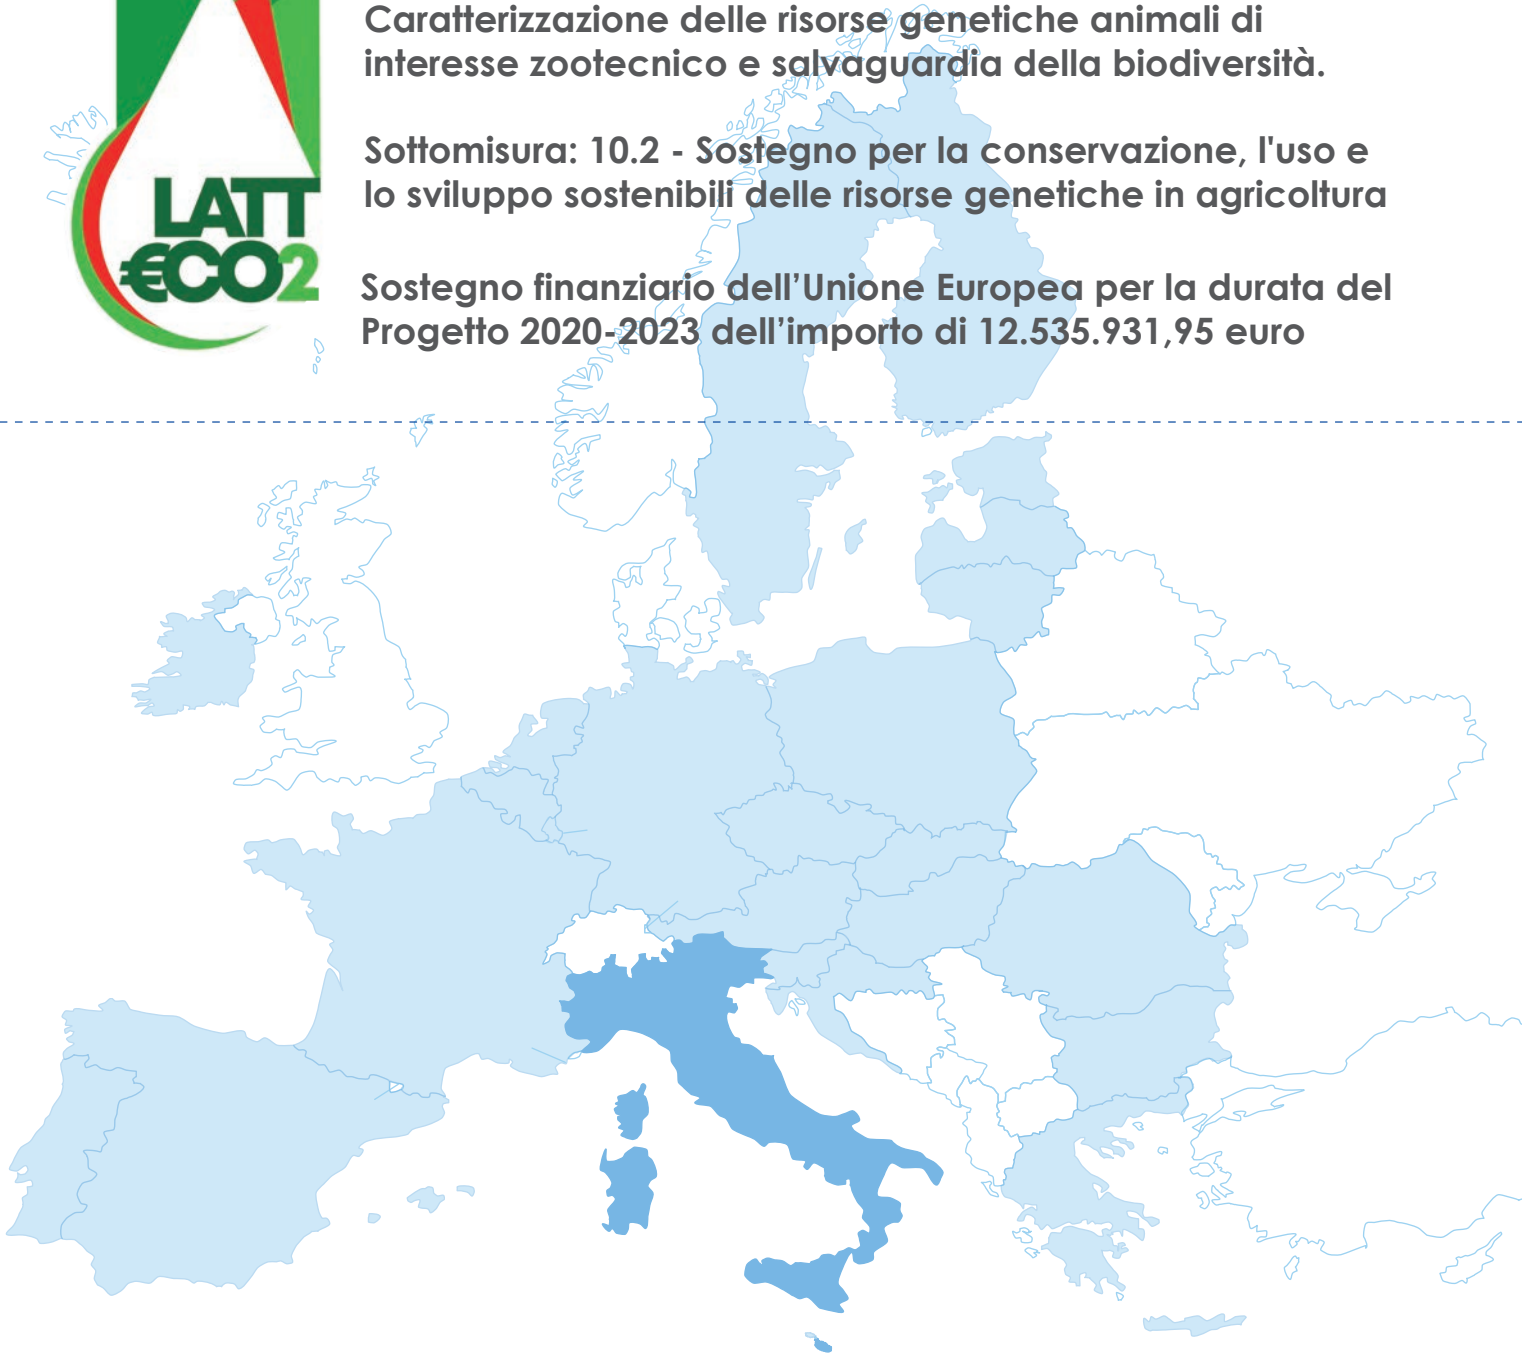 Caratterizzazione delle risorse genetiche animali di
interesse zootecnico e salvaguardia della biodiversità.
Sottomisura: 10.2 - Sostegno per la conservazione, l'uso e
lo sviluppo sostenibili delle risorse genetiche in agricoltura
LATT
€CO2
Sostegno finanziario dell’Unione Europea per la durata del
Progetto 2020-2023 dell’importo di 12.535.931,95 euro